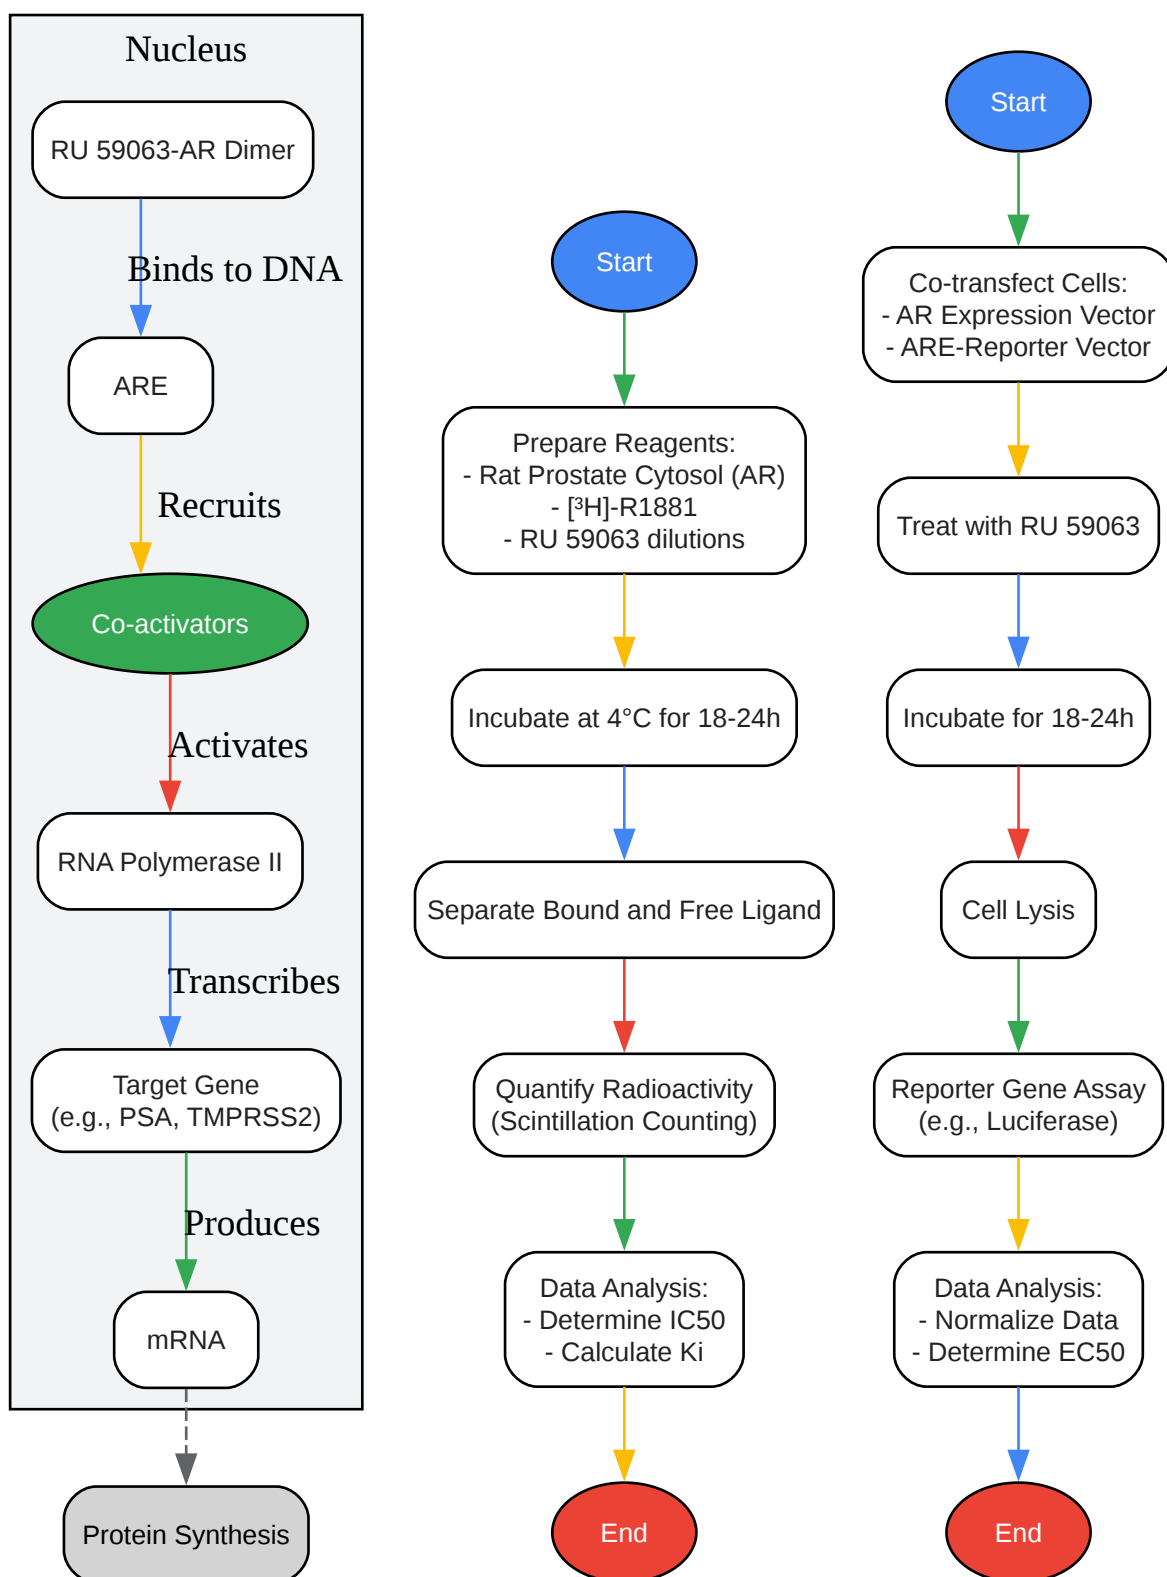 Nucleus
RU 59063-AR Dimer
Binds to DNA
ARE
Recruits
Co-activators
Activates
RNA Polymerase II
Transcribes
Target Gene
(e.g., PSA, TMPRSS2)
Produces
mRNA
Protein Synthesis
Start
Prepare Reagents:
- Rat Prostate Cytosol (AR)
- [³H]-R1881
- RU 59063 dilutions
Incubate at 4°C for 18-24h
Separate Bound and Free Ligand
Quantify Radioactivity
(Scintillation Counting)
Data Analysis:
- Determine IC50
- Calculate Ki
End
Start
Co-transfect Cells:
- AR Expression Vector
- ARE-Reporter Vector
Treat with RU 59063
Incubate for 18-24h
Cell Lysis
Reporter Gene Assay
(e.g., Luciferase)
Data Analysis:
- Normalize Data
- Determine EC50
End